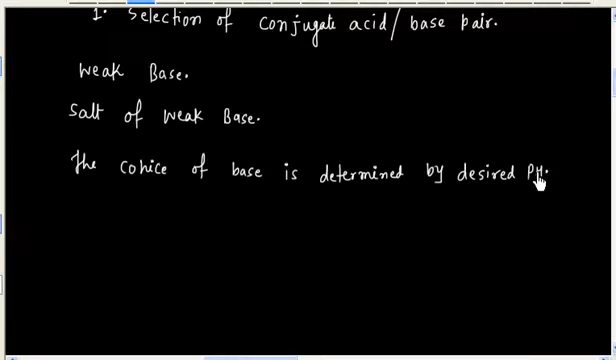 1. Selection of conjugate acid/base pair.
Weak Base.
Salt of Weak Base.
The cohice of base is determined by desired PH.